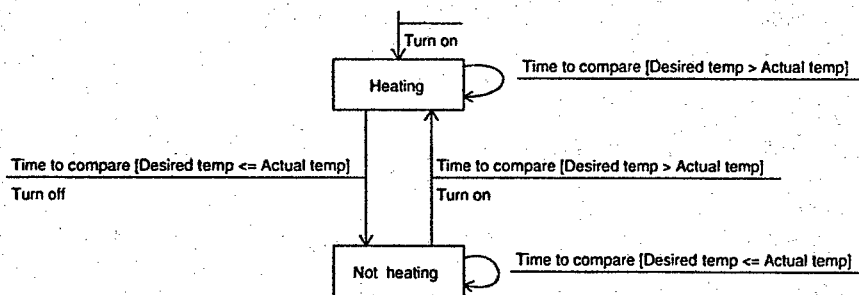 Turn on
Heating
Time to compare [Desired temp > Actual temp]
Time to compare [Desired temp <= Actual temp]
Turn off
Time to compare [Desired temp > Actual temp]
Turn on
Not heating
Time to compare [Desired temp <= Actual temp]